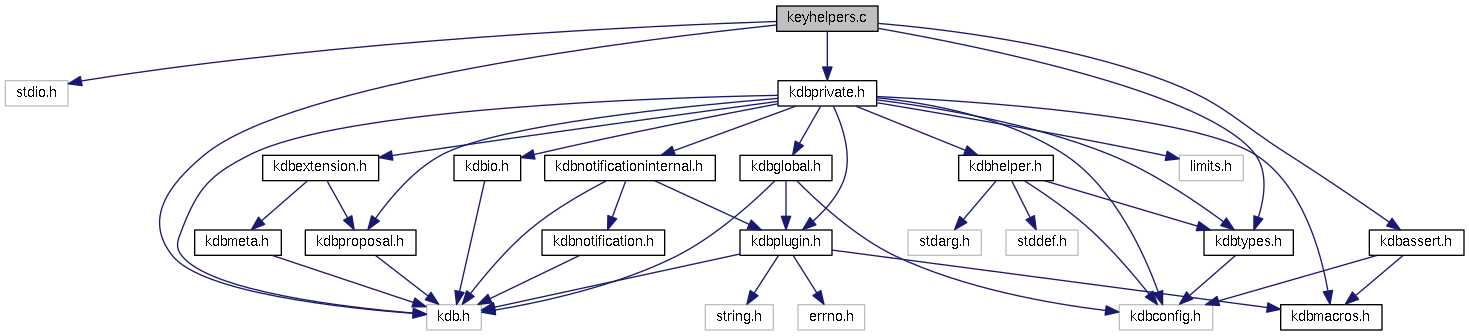 keyhelpers.c
stdio.h
kdbprivate.h
kdbextension.h
kdbio.h
kdbnotificationinternal.h
kdbglobal.h
kdbhelper.h
limits.h
kdbmeta.h
kdbproposal.h
kdbnotification.h
kdbplugin.h
stdarg.h
stddef.h
kdbtypes.h
kdbassert.h
kdb.h
string.h
errno.h
kdbconfig.h
kdbmacros.h